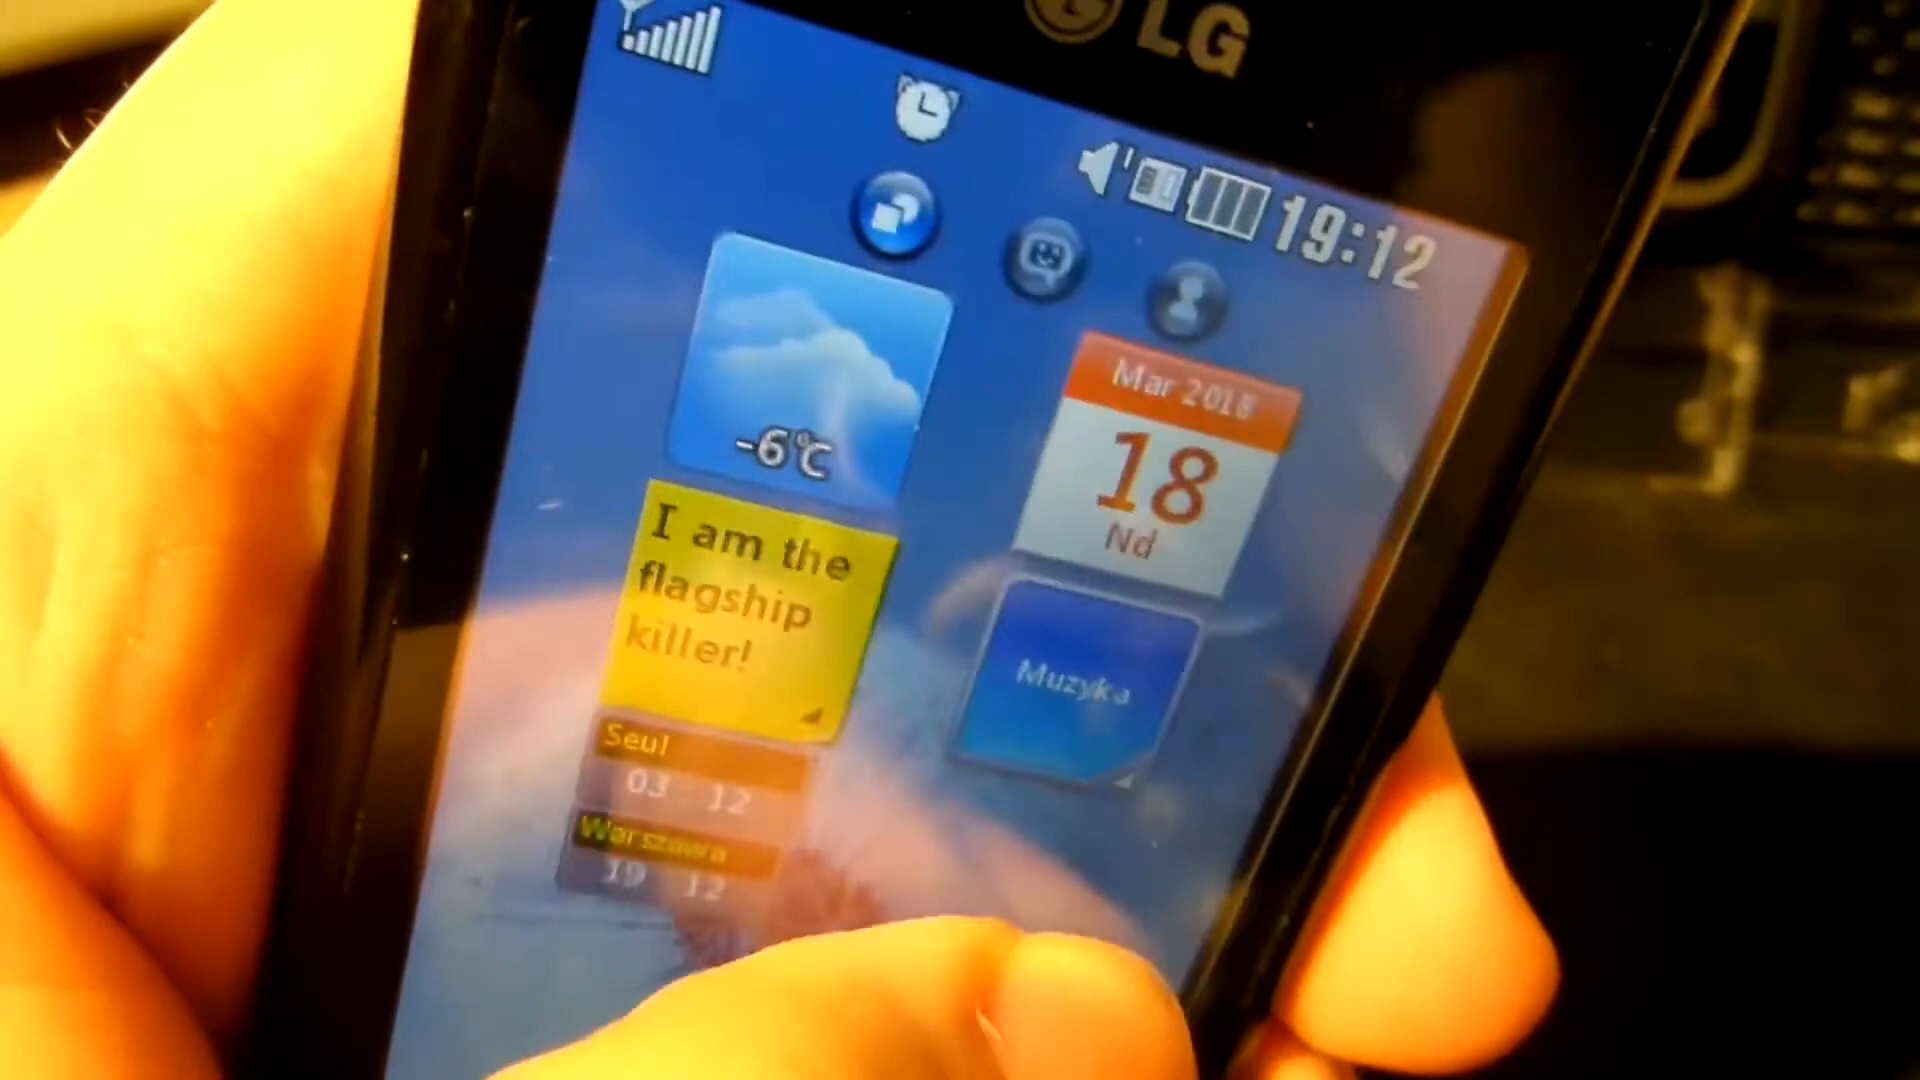 LG
19:12
-6°C
Mar 2018
18
Nd
I am the
flagship
killer!
Muzyka
Seul
03 : 12
Warszawa
19 12